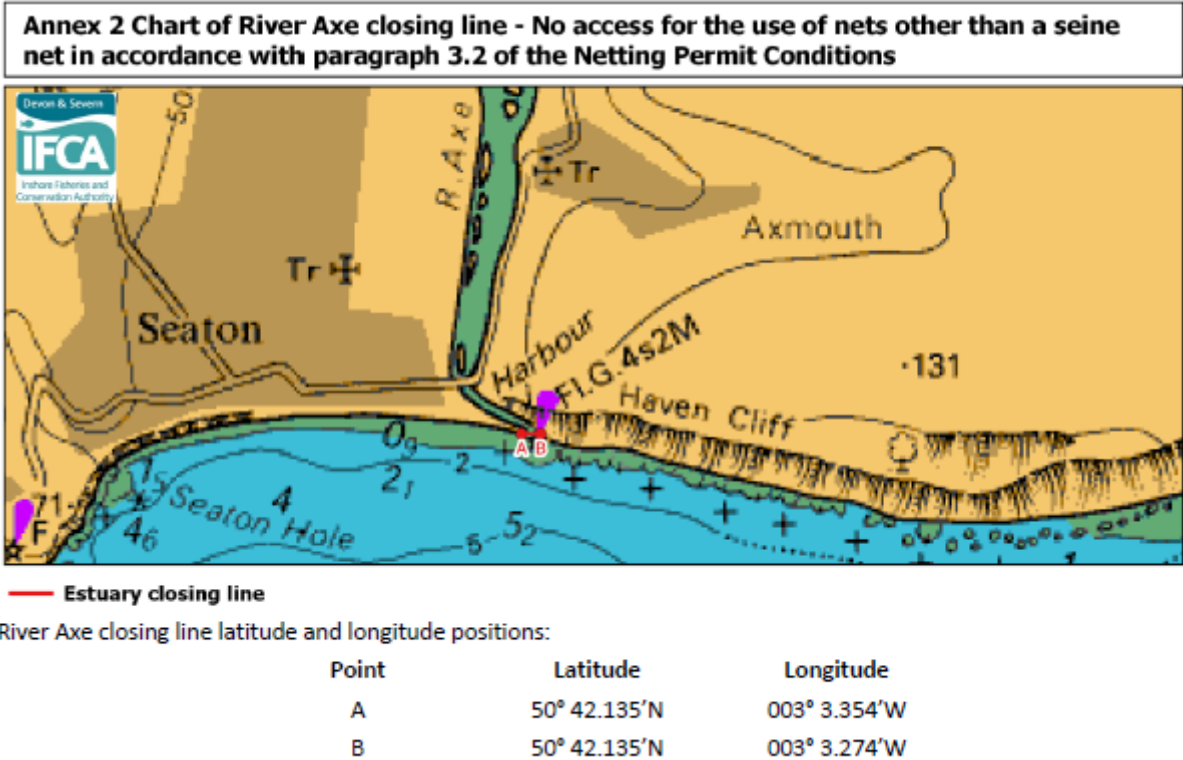 Annex 2 Chart of River Axe closing line - No access for the use of nets other than a seine
net in accordance with paragraph 3.2 of the Netting Permit Conditions
Devon & Severn
IFCA
Inshore Fisheries and
Conservation Authority
50
R. Axe
Tr
Axmouth
Tr
Seaton
Harbour
Fl.G.4s2M
131
Haven Cliff
A B
0₉
2
2₁
4
Seaton Hole
1₅
71
F
4₆
5
5₂
1
Estuary closing line
River Axe closing line latitude and longitude positions:
Point Latitude Longitude
A 50° 42.135’N 003° 3.354’W
B 50° 42.135’N 003° 3.274’W